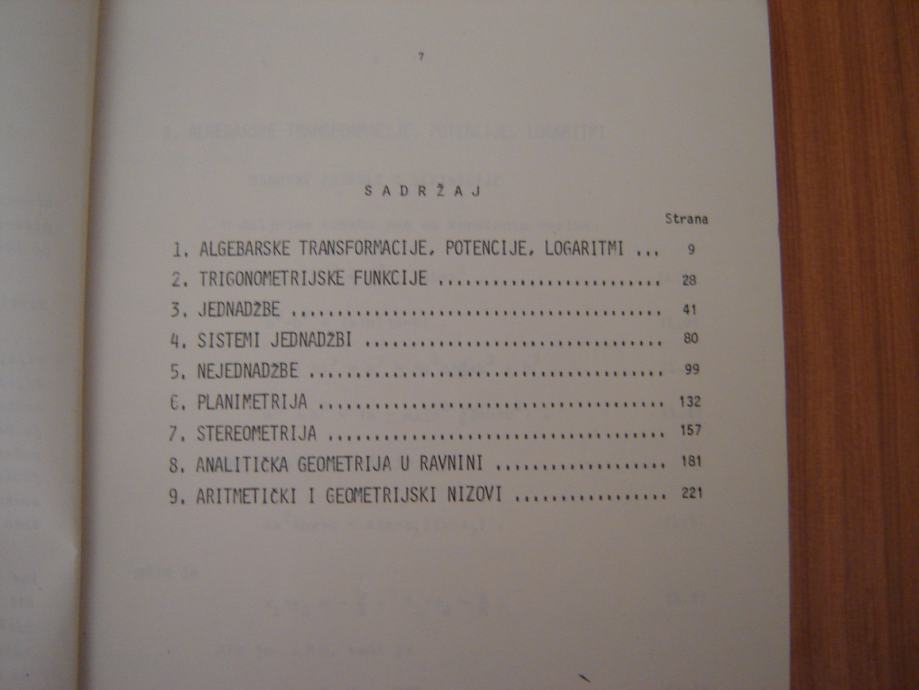 7
S A D R Ž A J
Strana
1. ALGEBARSKE TRANSFORMACIJE, POTENCIJE, LOGARITMI ... 9
2. TRIGONOMETRIJSKE FUNKCIJE ........................ 28
3. JEDNADŽBE ........................................ 41
4. SISTEMI JEDNADŽBI ................................ 80
5. NEJEDNADŽBE ...................................... 99
6. PLANIMETRIJA ..................................... 132
7. STEREOMETRIJA .................................... 157
8. ANALITIČKA GEOMETRIJA U RAVNINI .................. 181
9. ARITMETIČKI I GEOMETRIJSKI NIZOVI ................ 221